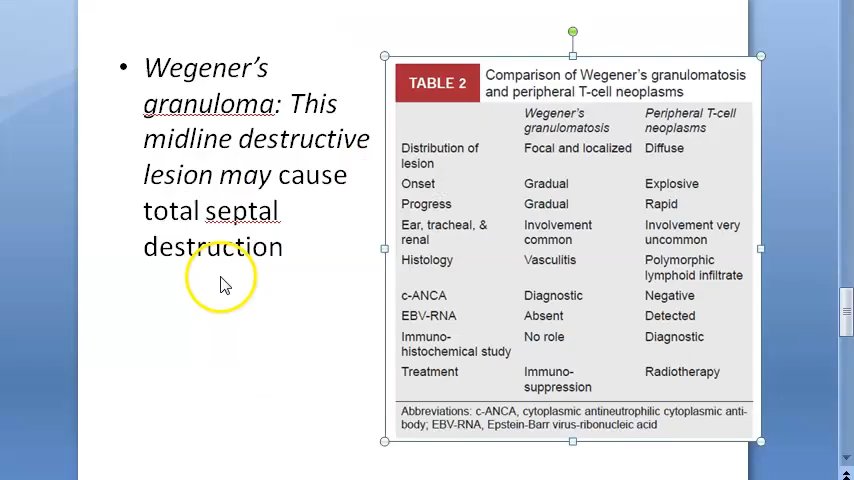 • Wegener's
granuloma: This
midline destructive
lesion may cause
total septal
destruction
TABLE 2 Comparison of Wegener's granulomatosis
and peripheral T-cell neoplasms
Wegener's Peripheral T-cell
granulomatosis neoplasms
Distribution of Focal and localized Diffuse
lesion
Onset Gradual Explosive
Progress Gradual Rapid
Ear, tracheal, & Involvement Involvement very
renal common uncommon
Histology Vasculitis Polymorphic
lymphoid infiltrate
c-ANCA Diagnostic Negative
EBV-RNA Absent Detected
Immuno- No role Diagnostic
histochemical study
Treatment Immuno- Radiotherapy
suppression
Abbreviations: c-ANCA, cytoplasmic antineutrophilic cytoplasmic anti-
body; EBV-RNA, Epstein-Barr virus-ribonucleic acid